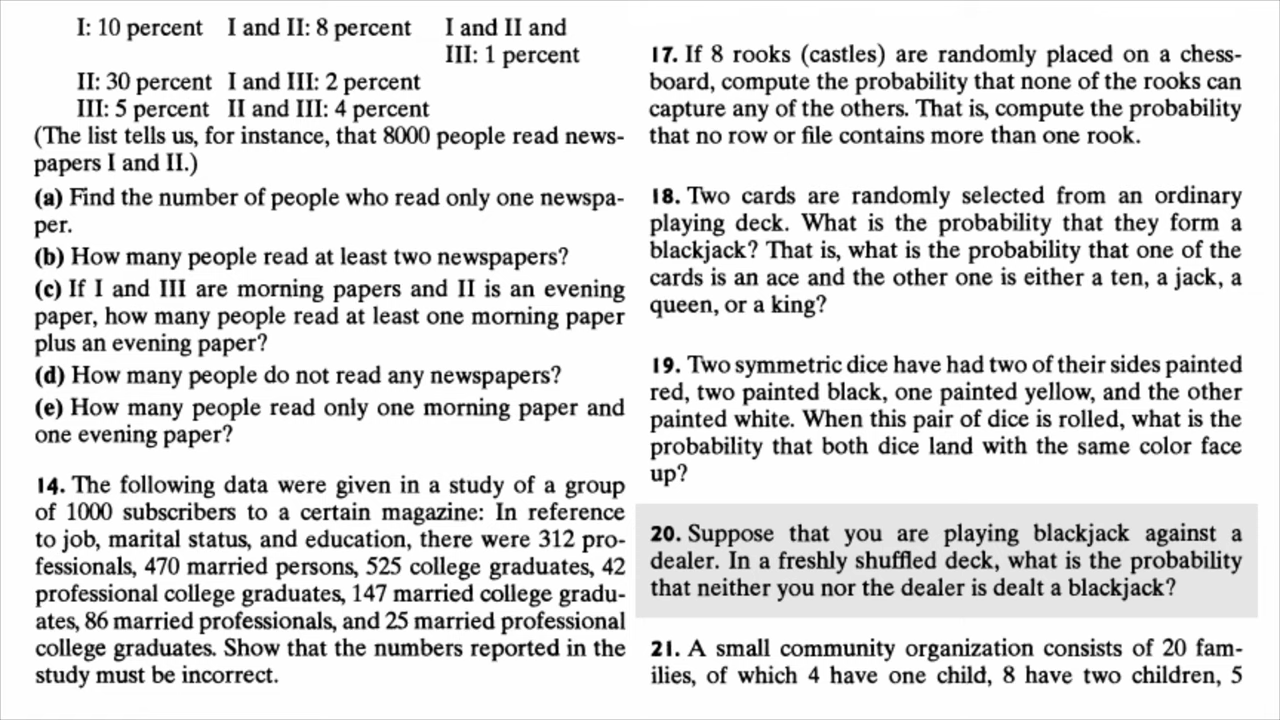 I: 10 percent I and II: 8 percent I and II and
III: 1 percent
II: 30 percent I and III: 2 percent
III: 5 percent II and III: 4 percent
(The list tells us, for instance, that 8000 people read news-
papers I and II.)
(a) Find the number of people who read only one newspa-
per.
(b) How many people read at least two newspapers?
(c) If I and III are morning papers and II is an evening
paper, how many people read at least one morning paper
plus an evening paper?
(d) How many people do not read any newspapers?
(e) How many people read only one morning paper and
one evening paper?
14. The following data were given in a study of a group
of 1000 subscribers to a certain magazine: In reference
to job, marital status, and education, there were 312 pro-
fessionals, 470 married persons, 525 college graduates, 42
professional college graduates, 147 married college gradu-
ates, 86 married professionals, and 25 married professional
college graduates. Show that the numbers reported in the
study must be incorrect.
17. If 8 rooks (castles) are randomly placed on a chess-
board, compute the probability that none of the rooks can
capture any of the others. That is, compute the probability
that no row or file contains more than one rook.
18. Two cards are randomly selected from an ordinary
playing deck. What is the probability that they form a
blackjack? That is, what is the probability that one of the
cards is an ace and the other one is either a ten, a jack, a
queen, or a king?
19. Two symmetric dice have had two of their sides painted
red, two painted black, one painted yellow, and the other
painted white. When this pair of dice is rolled, what is the
probability that both dice land with the same color face
up?
20. Suppose that you are playing blackjack against a
dealer. In a freshly shuffled deck, what is the probability
that neither you nor the dealer is dealt a blackjack?
21. A small community organization consists of 20 fam-
ilies, of which 4 have one child, 8 have two children, 5